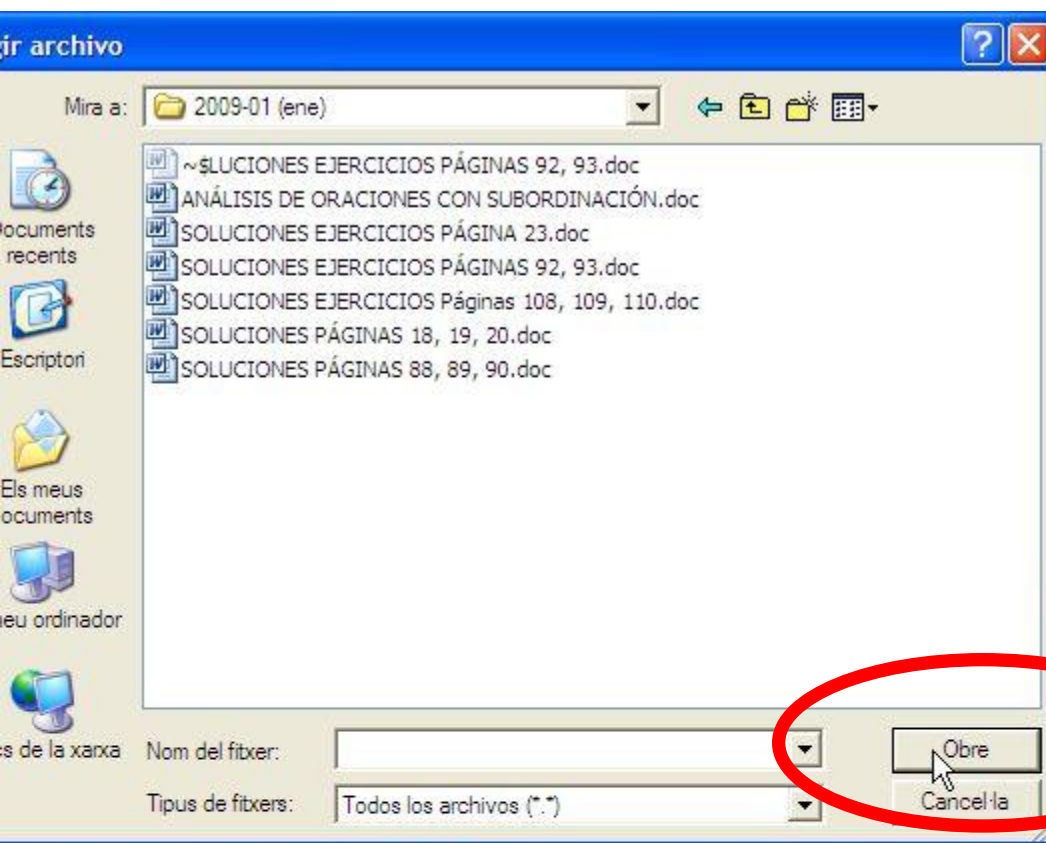 gir archivo
Mira a: 2009-01 (ene)
~$LUCIONES EJERCICIOS PÁGINAS 92, 93.doc
ANÁLISIS DE ORACIONES CON SUBORDINACIÓN.doc
SOLUCIONES EJERCICIOS PÁGINA 23.doc
SOLUCIONES EJERCICIOS PÁGINAS 92, 93.doc
SOLUCIONES EJERCICIOS Páginas 108, 109, 110.doc
SOLUCIONES PÁGINAS 18, 19, 20.doc
SOLUCIONES PÁGINAS 88, 89, 90.doc
Documents
recents
Escriptori
Els meus
ocuments
neu ordinador
cs de la xarxa
Nom del fitxer:
Obre
Tipus de fitxers: Todos los archivos (*.*)
Cancel·la